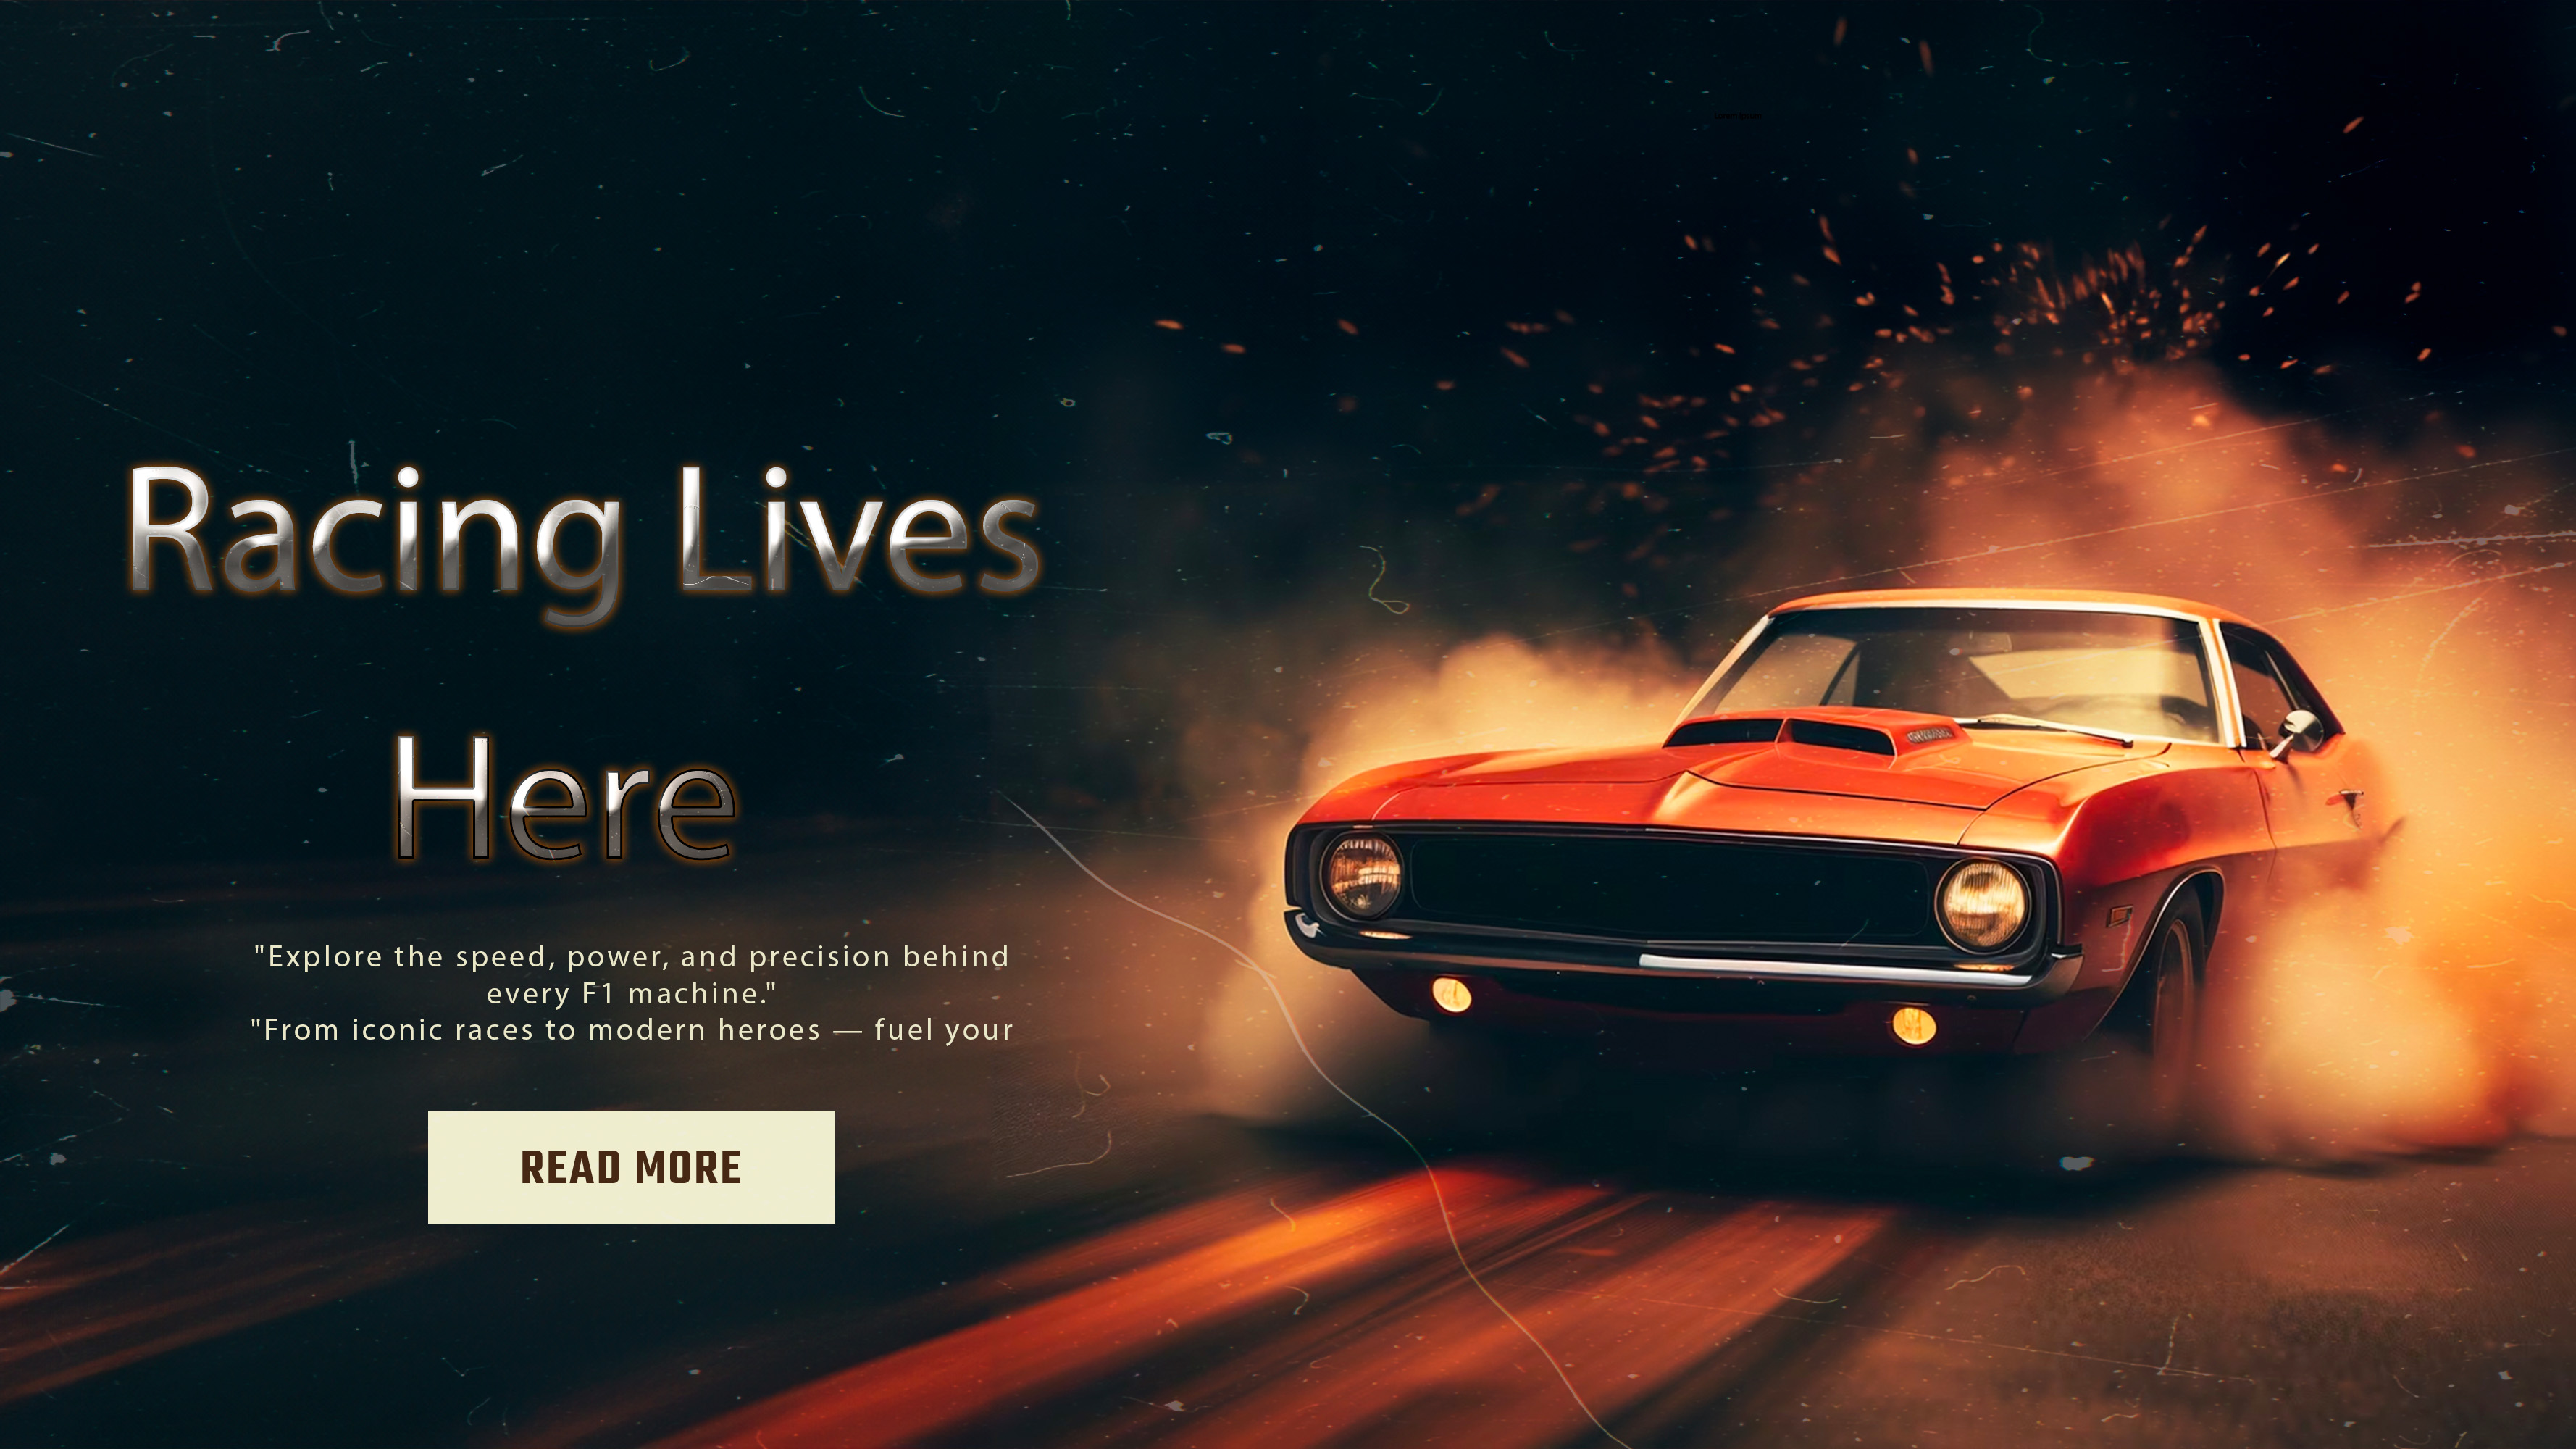 Racing Lives
Here
"Explore the speed, power, and precision behind
every F1 machine."
"From iconic races to modern heroes — fuel your
READ MORE